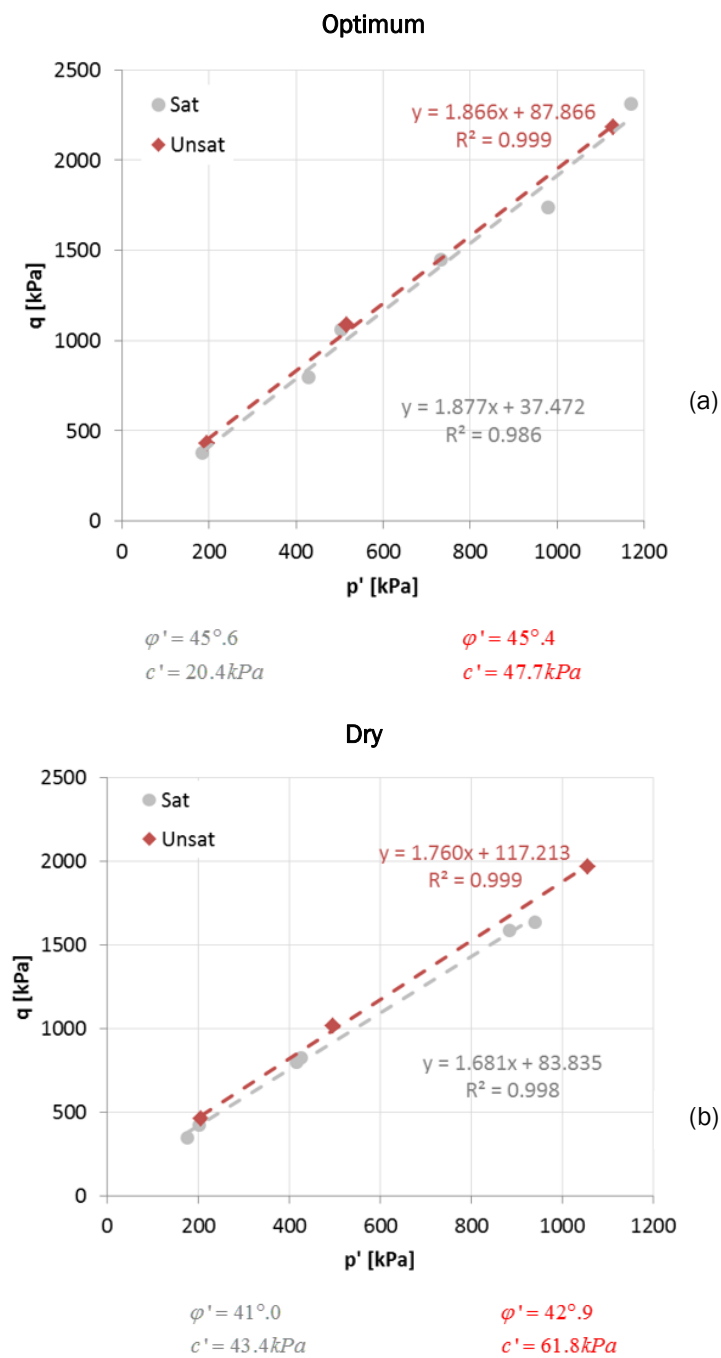 Optimum
2500
2000
1500
1000
500
0
q [kPa]
Sat
Unsat
y = 1.866x + 87.866
R² = 0.999
y = 1.877x + 37.472
R² = 0.986
(a)
0 200 400 600 800 1000 1200
p' [kPa]
φ' = 45°.6 φ' = 45°.4
c' = 20.4kPa c' = 47.7kPa
Dry
2500
2000
1500
1000
500
0
q [kPa]
Sat
Unsat
y = 1.760x + 117.213
R² = 0.999
y = 1.681x + 83.835
R² = 0.998
(b)
0 200 400 600 800 1000 1200
p' [kPa]
φ' = 41°.0 φ' = 42°.9
c' = 43.4kPa c' = 61.8kPa